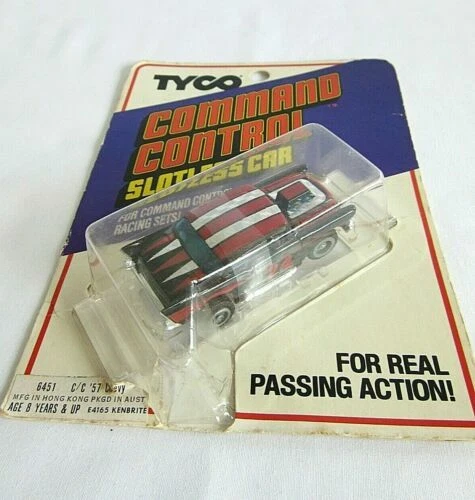 TYCO
COMMAND
CONTROL
TM
SLOTLESS CAR
FOR COMMAND CONTROL
RACING SETS!
FOR REAL
PASSING ACTION!
6451 C/C '57 Chevy
MFG IN HONG KONG PKGD IN AUST
AGE 8 YEARS & UP E4165 KENBRITE